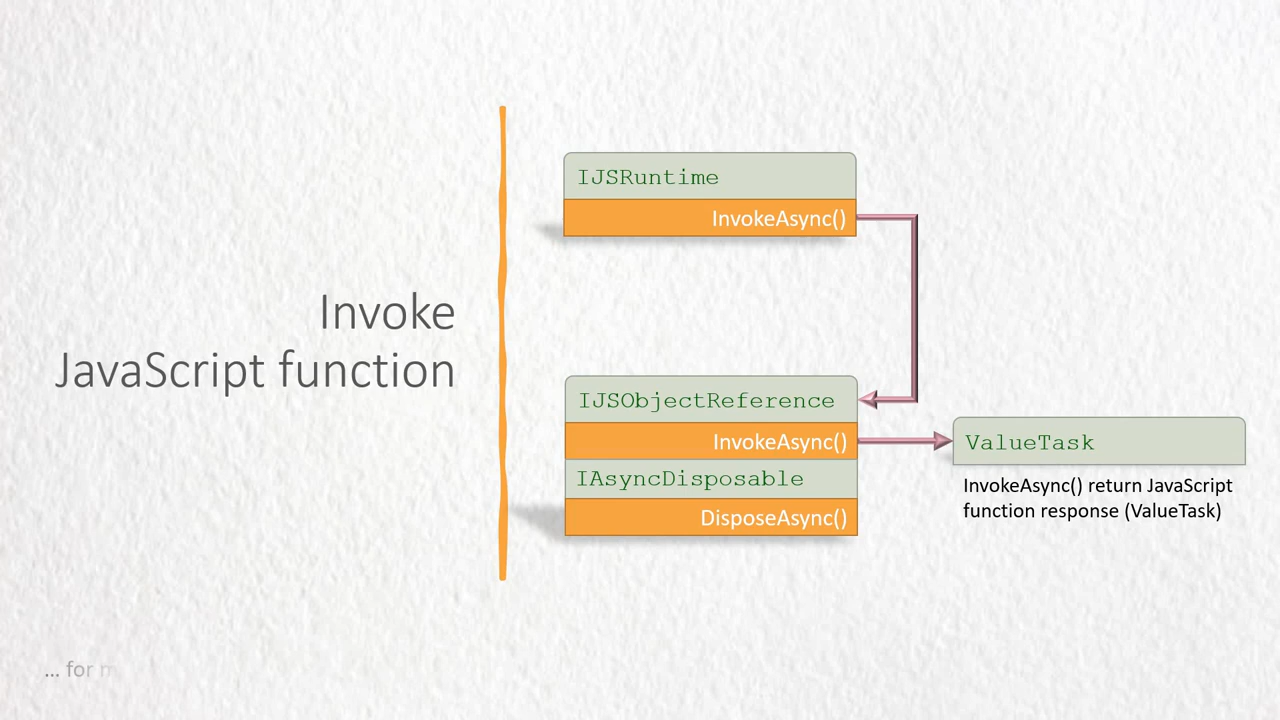 Invoke
JavaScript function
IJSRuntime
InvokeAsync()
IJSObjectReference
InvokeAsync()
IAsyncDisposable
DisposeAsync()
ValueTask
InvokeAsync() return JavaScript
function response (ValueTask)
... for